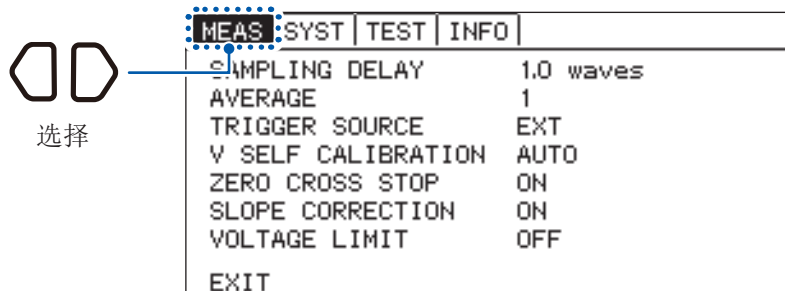 MEAS SYST TEST INFO
SAMPLING DELAY 1.0 waves
AVERAGE 1
TRIGGER SOURCE EXT
V SELF CALIBRATION AUTO
ZERO CROSS STOP ON
SLOPE CORRECTION ON
VOLTAGE LIMIT OFF
EXIT
选择